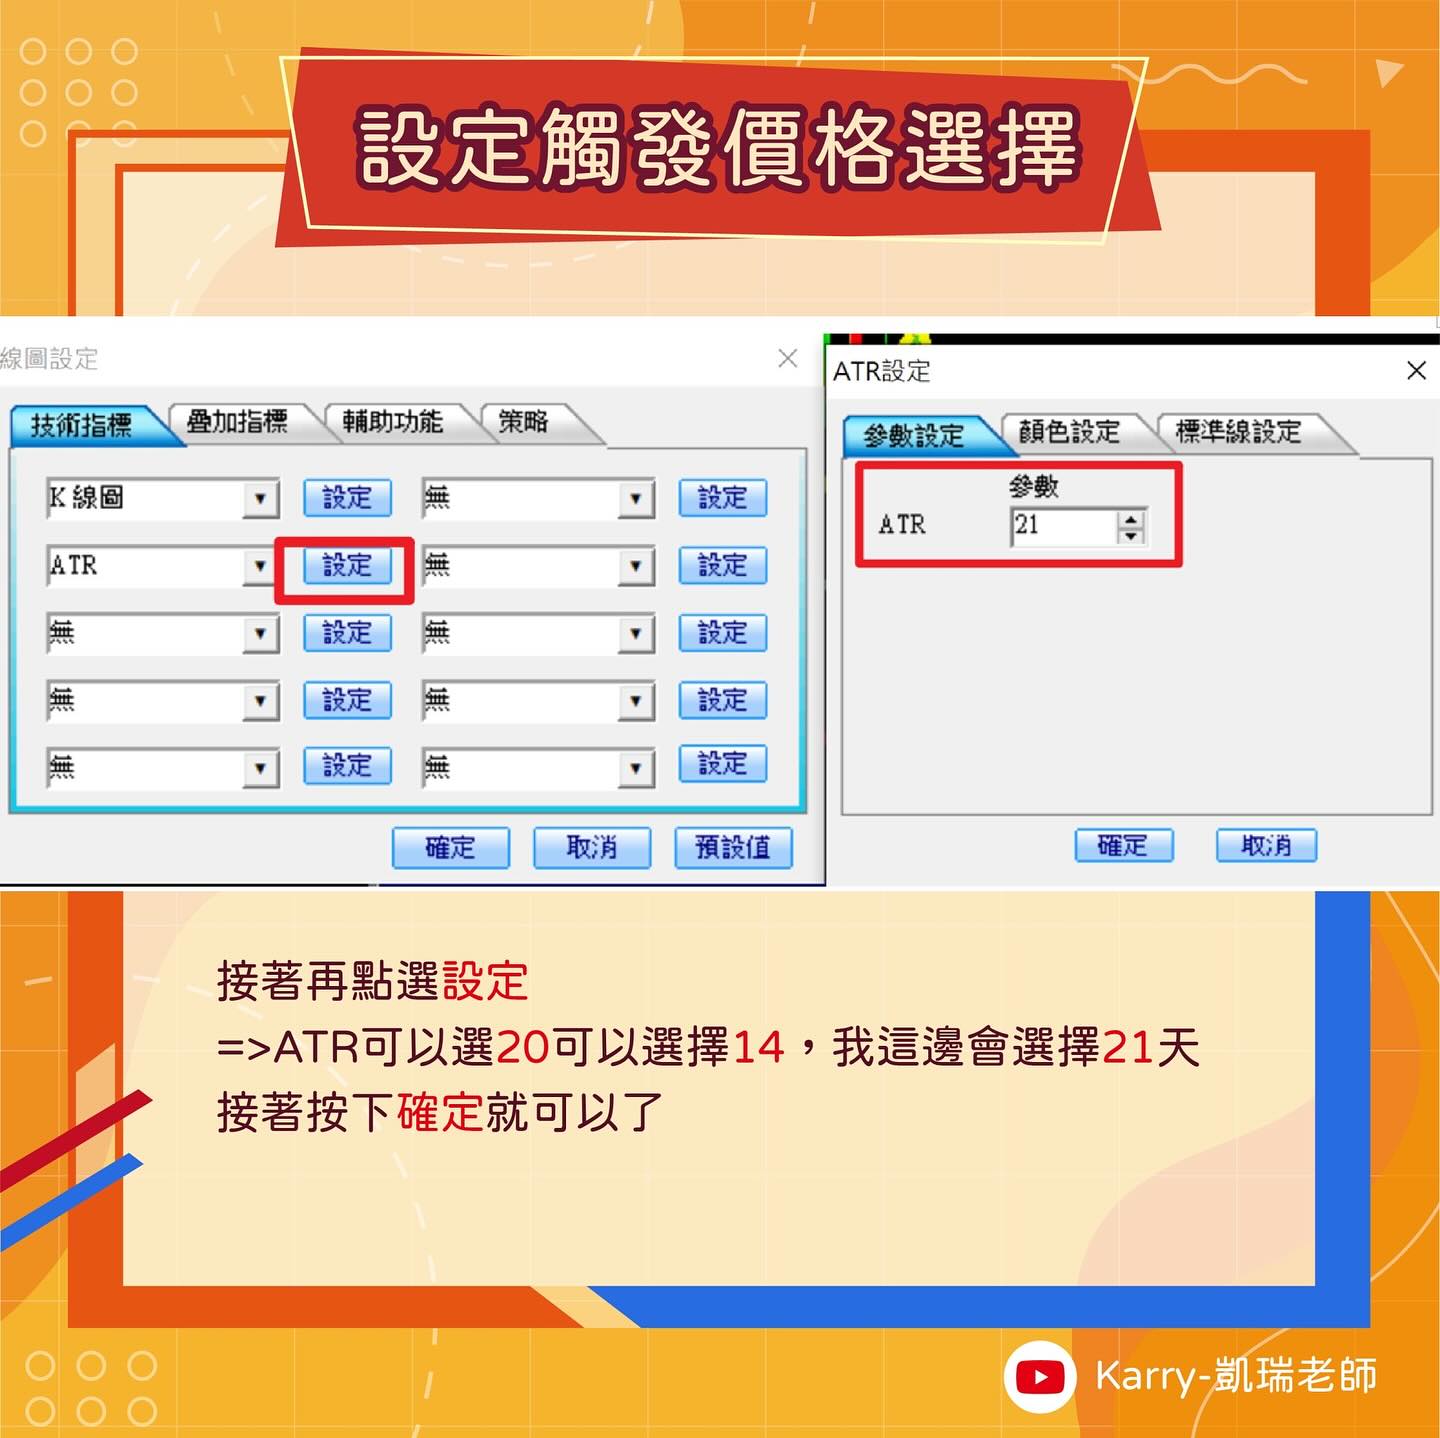 設定觸發價格選擇
線圖設定
技術指標 疊加指標 輔助功能 策略
K 線圖 設定 無 設定
ATR 設定 無 設定
無 設定 無 設定
無 設定 無 設定
無 設定 無 設定
確定 取消 預設值
ATR設定
參數設定 顏色設定 標準線設定
參數
ATR 21
確定 取消
接著再點選設定
=>ATR可以選20可以選擇14，我這邊會選擇21天
接著按下確定就可以了
Karry-凱瑞老師